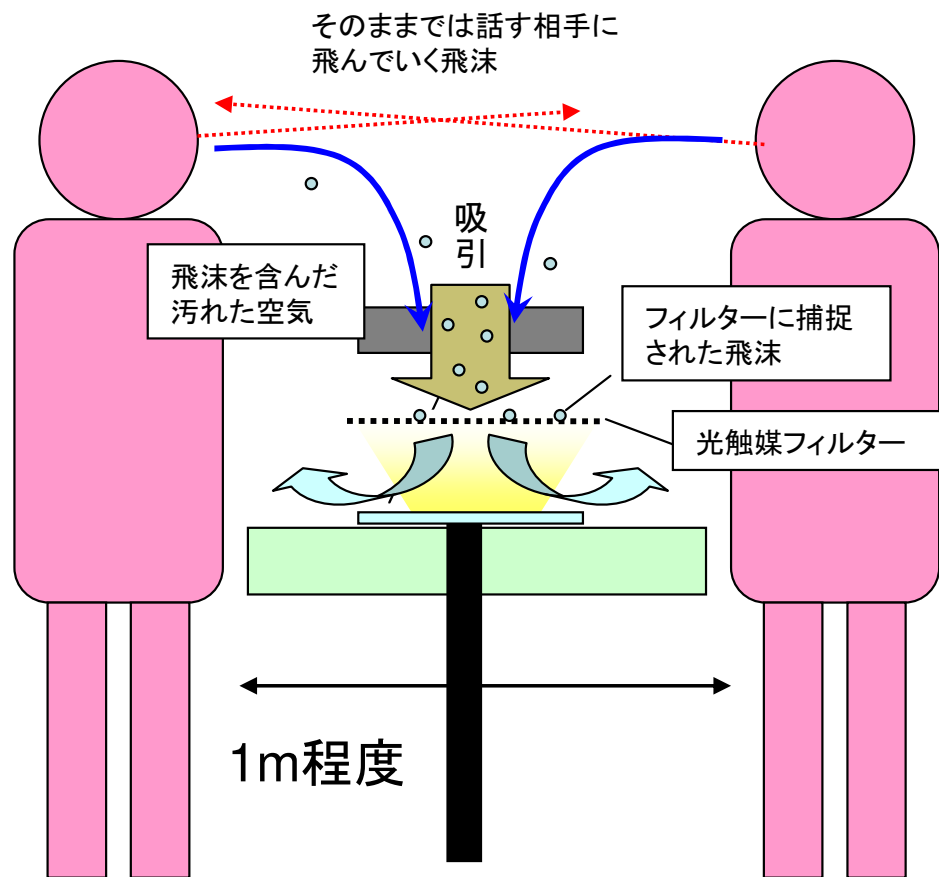 そのままでは話す相手に
飛んでいく飛沫
吸
引
飛沫を含んだ
汚れた空気
フィルターに捕捉
された飛沫
光触媒フィルター
1m程度